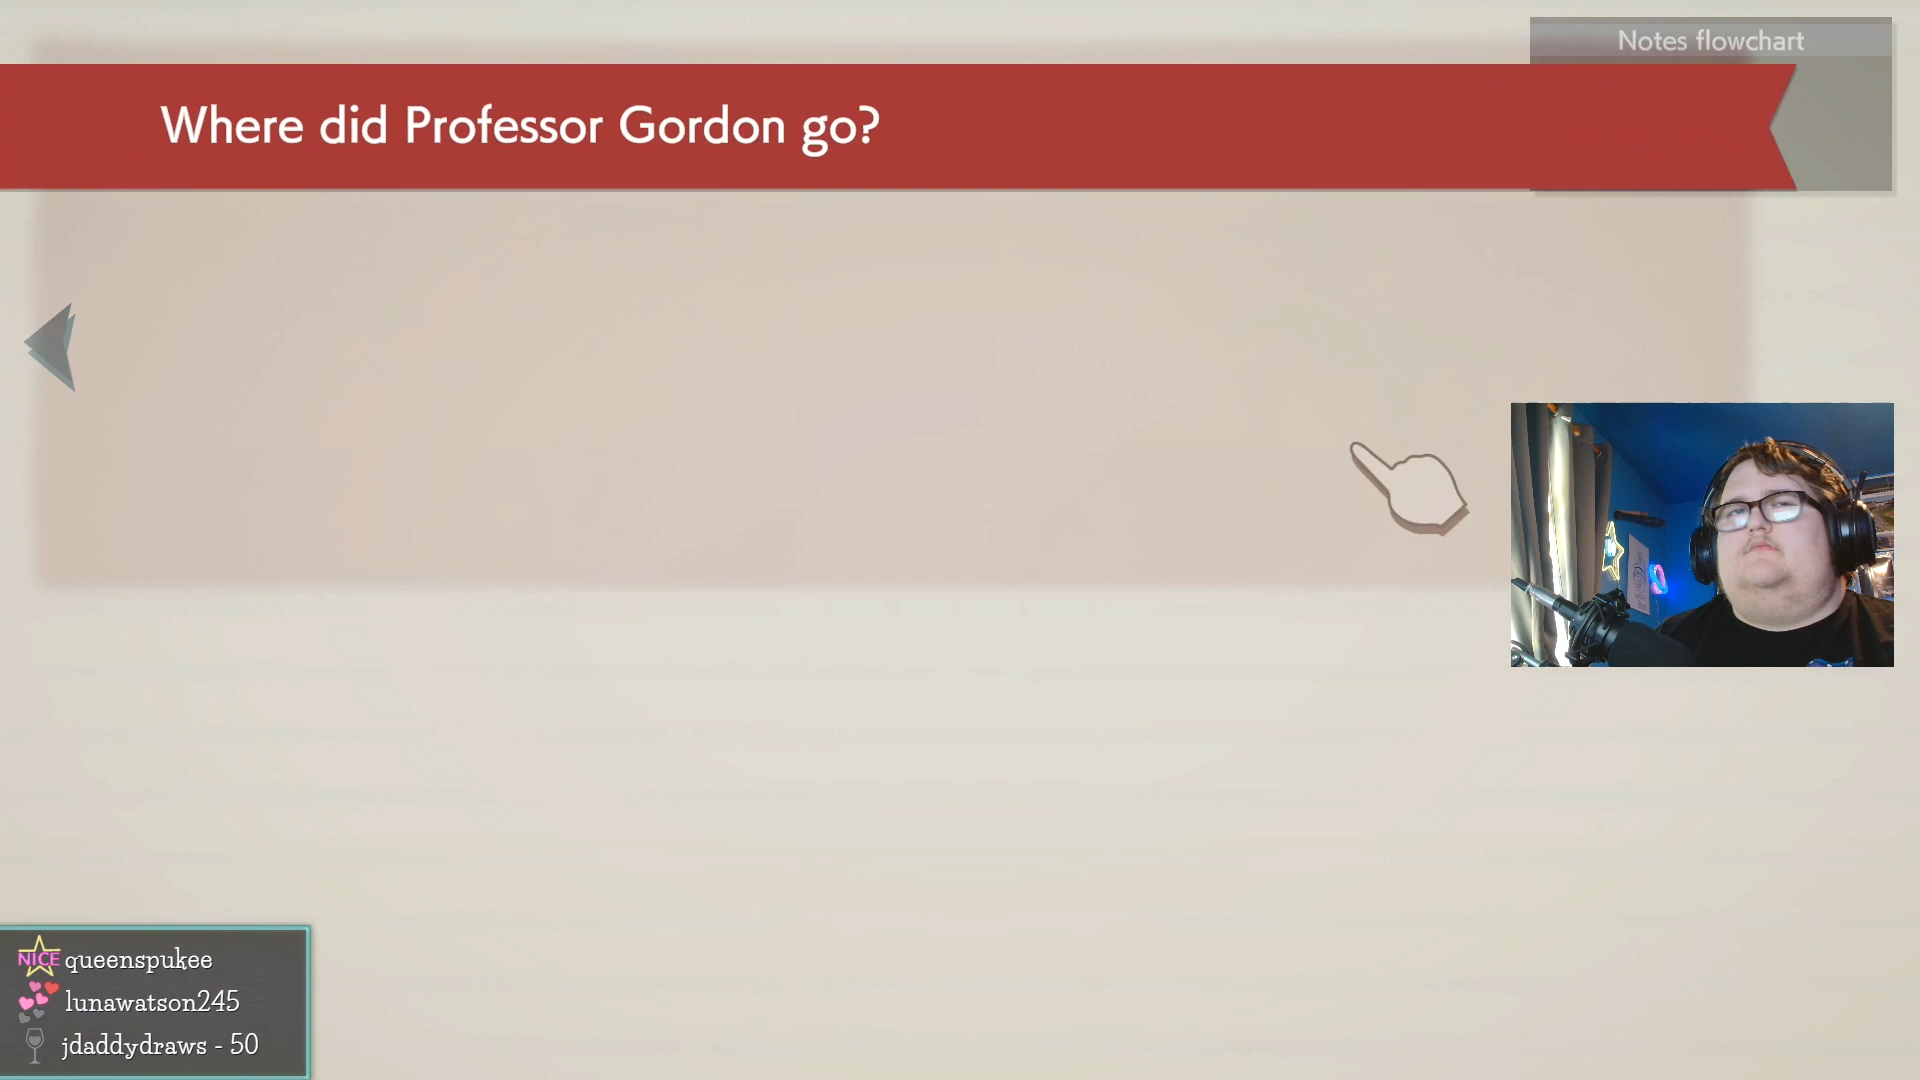 Notes flowchart
Where did Professor Gordon go?
NICE queenspukee
lunawatson245
jdaddydraws - 50